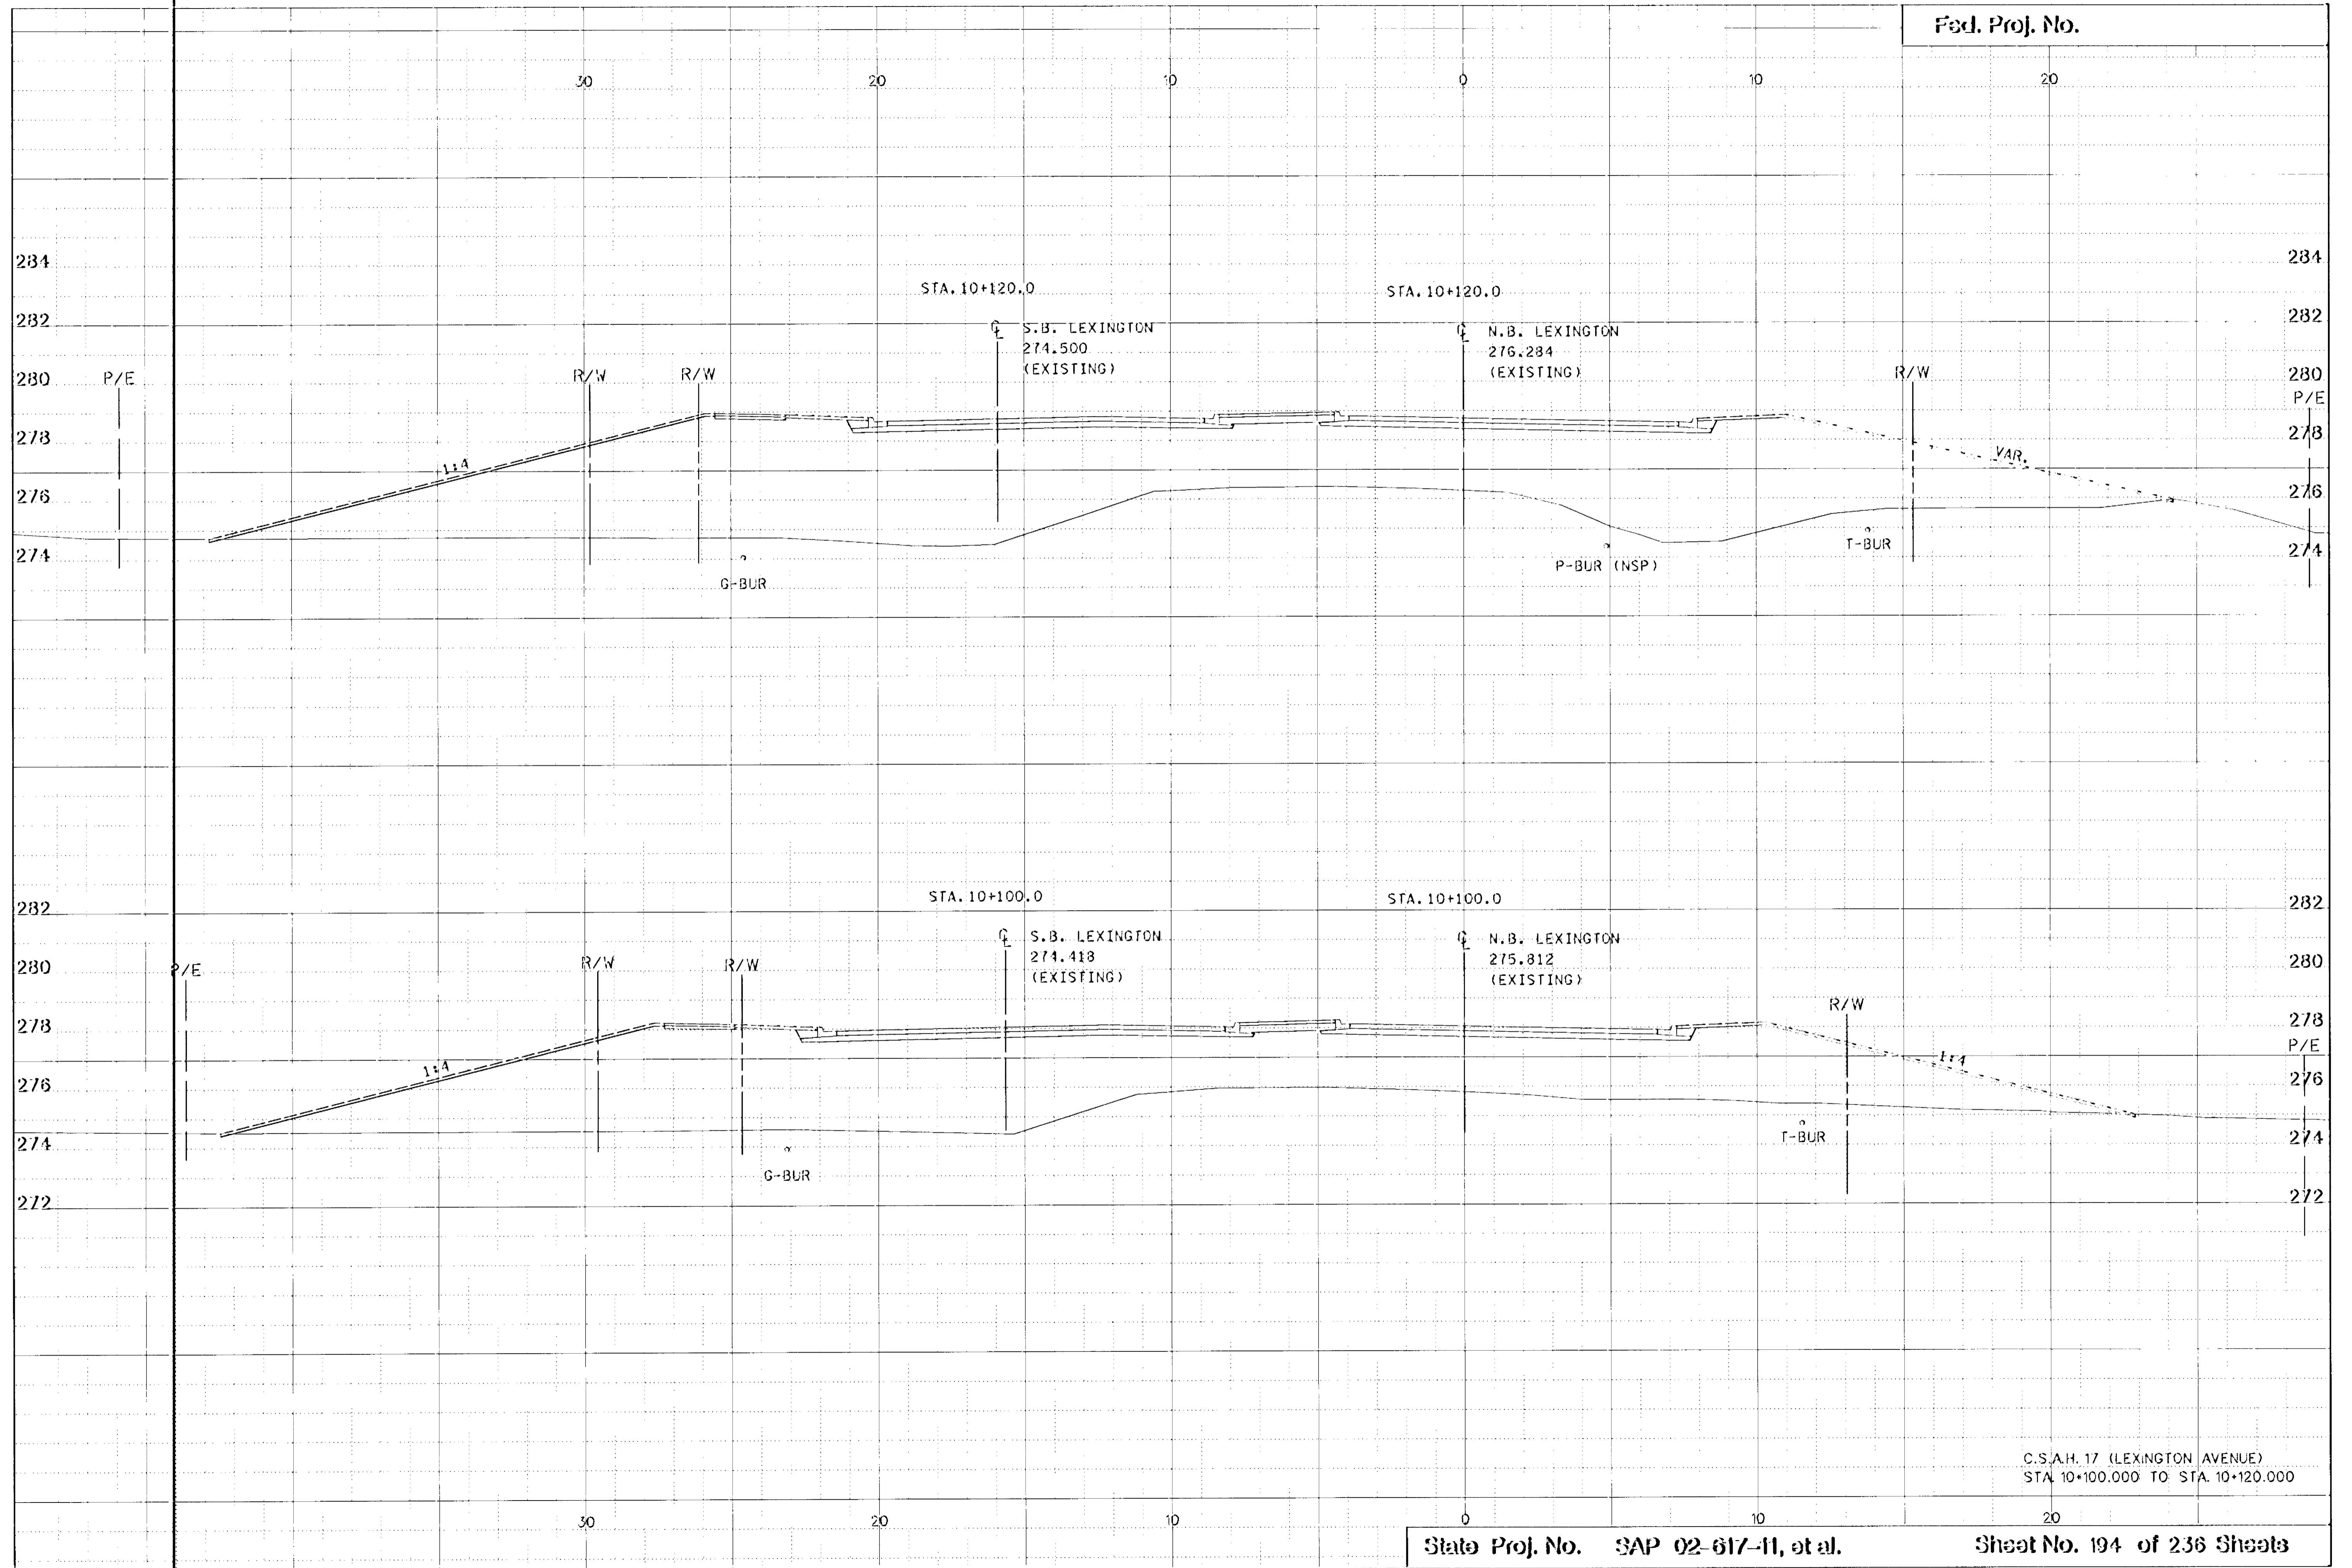 Fed. Proj. No.
30 20 10 0 10 20
284 284
STA. 10+120.0 STA. 10+120.0
282 282
℄ S.B. LEXINGTON
274.500
(EXISTING)
℄ N.B. LEXINGTON
276.284
(EXISTING)
280 P/E R/W R/W R/W 280
P/E
278 278
1:4 VAR.
276 276
274 274
G-BUR P-BUR (NSP) T-BUR
STA. 10+100.0 STA. 10+100.0
282 282
℄ S.B. LEXINGTON
274.418
(EXISTING)
℄ N.B. LEXINGTON
275.812
(EXISTING)
280 P/E R/W R/W 280
R/W
278 278
P/E
1:4 1:4
276 276
274 274
G-BUR T-BUR
272 272
C.S.A.H. 17 (LEXINGTON AVENUE)
STA. 10+100.000 TO STA. 10+120.000
30 20 10 0 10 20
State Proj. No. SAP 02-617-11, et al. Sheet No. 194 of 236 Sheets